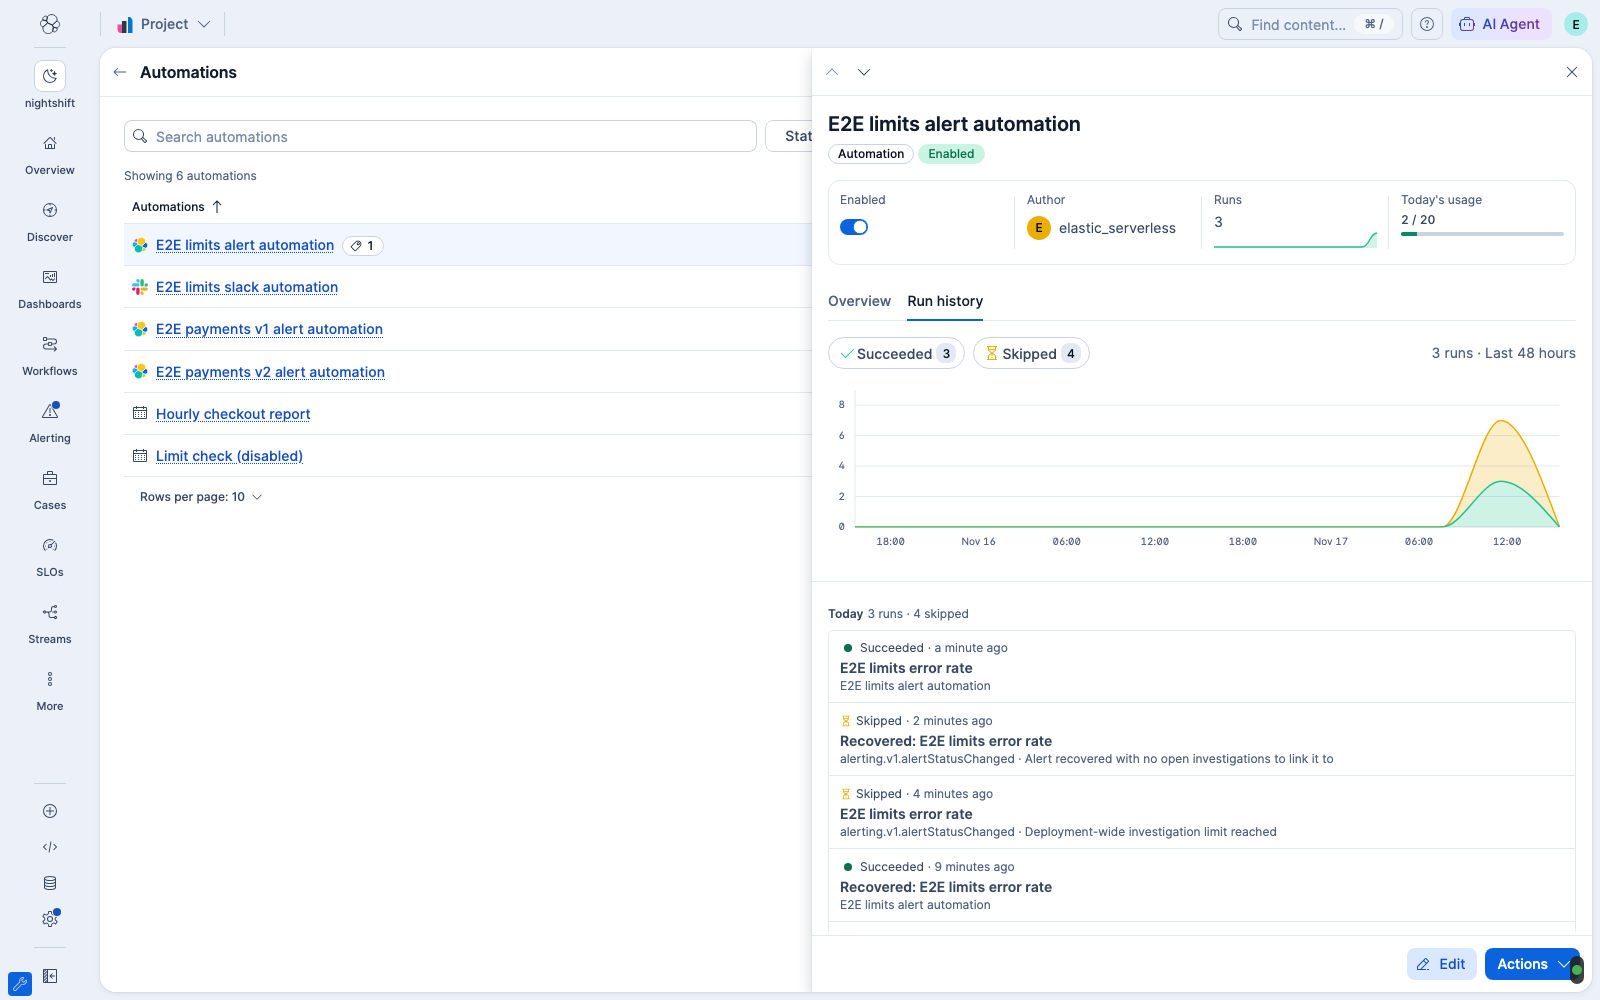 Project
Find content...
⌘ /
AI Agent
E
nightshift
Overview
Discover
Dashboards
Workflows
Alerting
Cases
SLOs
Streams
More
Automations
Search automations
Stat
Showing 6 automations
Automations
E2E limits alert automation
1
E2E limits slack automation
E2E payments v1 alert automation
E2E payments v2 alert automation
Hourly checkout report
Limit check (disabled)
Rows per page: 10
E2E limits alert automation
Automation
Enabled
Enabled
Author
E
elastic_serverless
Runs
3
Today's usage
2 / 20
Overview
Run history
Succeeded 3
Skipped 4
3 runs · Last 48 hours
8
6
4
2
0
18:00
Nov 16
06:00
12:00
18:00
Nov 17
06:00
12:00
Today 3 runs · 4 skipped
Succeeded · a minute ago
E2E limits error rate
E2E limits alert automation
Skipped · 2 minutes ago
Recovered: E2E limits error rate
alerting.v1.alertStatusChanged · Alert recovered with no open investigations to link it to
Skipped · 4 minutes ago
E2E limits error rate
alerting.v1.alertStatusChanged · Deployment-wide investigation limit reached
Succeeded · 9 minutes ago
Recovered: E2E limits error rate
E2E limits alert automation
Edit
Actions